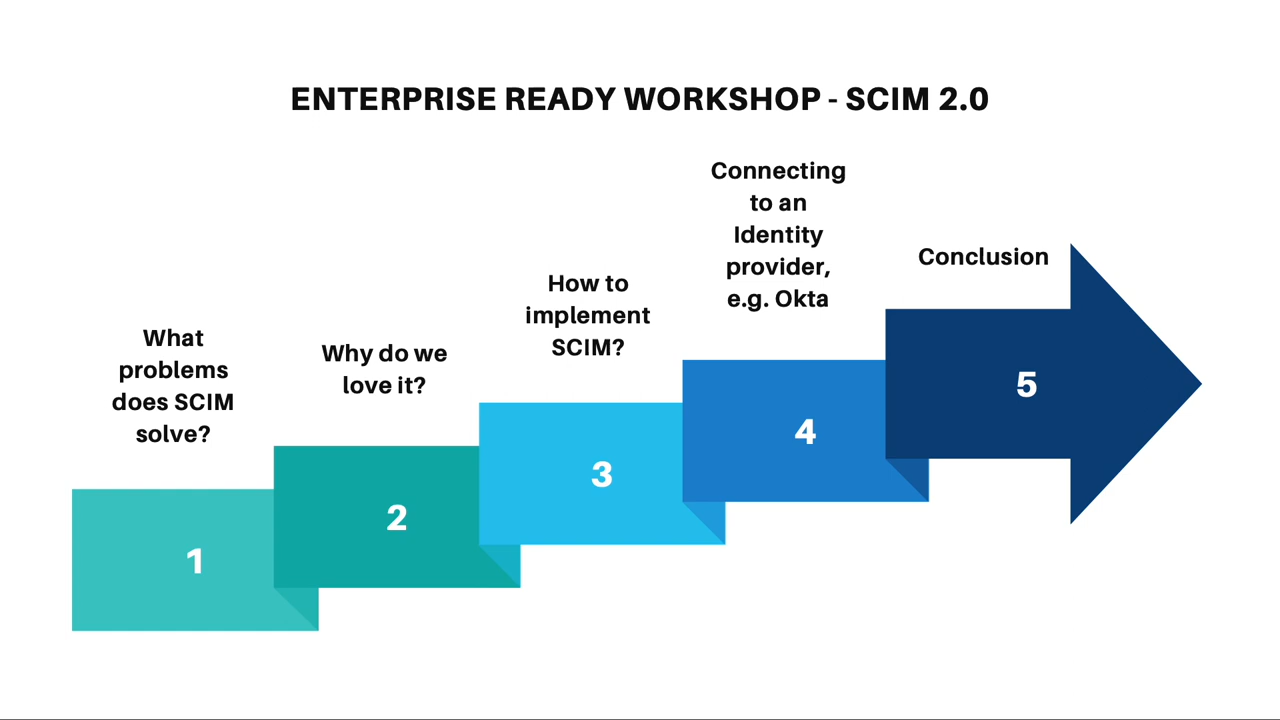 ENTERPRISE READY WORKSHOP - SCIM 2.0
What
problems
does SCIM
solve?
1
Why do we
love it?
2
How to
implement
SCIM?
3
Connecting
to an
Identity
provider,
e.g. Okta
4
Conclusion
5